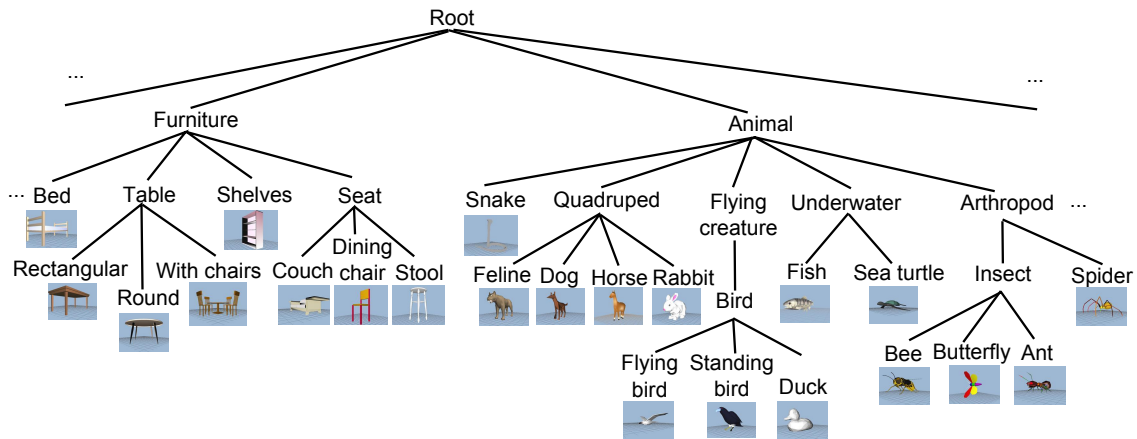 Root
...
...
Furniture
Animal
... Bed
Table
Shelves
Seat
Snake
Quadruped
Flying
creature
Underwater
Arthropod ...
Rectangular
Round
With chairs
Couch
Dining
chair
Stool
Feline
Dog
Horse
Rabbit
Bird
Fish
Sea turtle
Insect
Spider
Flying
bird
Standing
bird
Duck
Bee
Butterfly
Ant